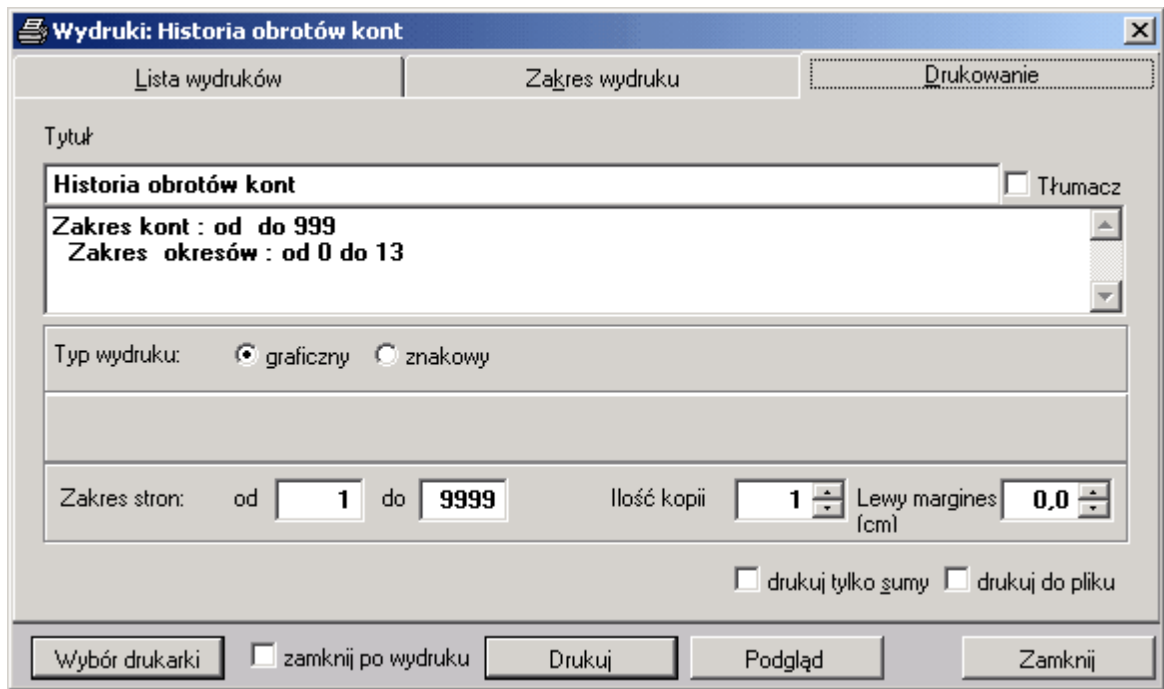 Wydruki: Historia obrotów kont
Lista wydruków Zakres wydruku Drukowanie
Tytuł
Historia obrotów kont Tłumacz
Zakres kont : od do 999
Zakres okresów : od 0 do 13
Typ wydruku: graficzny znakowy
Zakres stron: od 1 do 9999 Ilość kopii 1 Lewy margines 0,0
(cm)
drukuj tylko sumy drukuj do pliku
Wybór drukarki zamknij po wydruku Drukuj Podgląd Zamknij